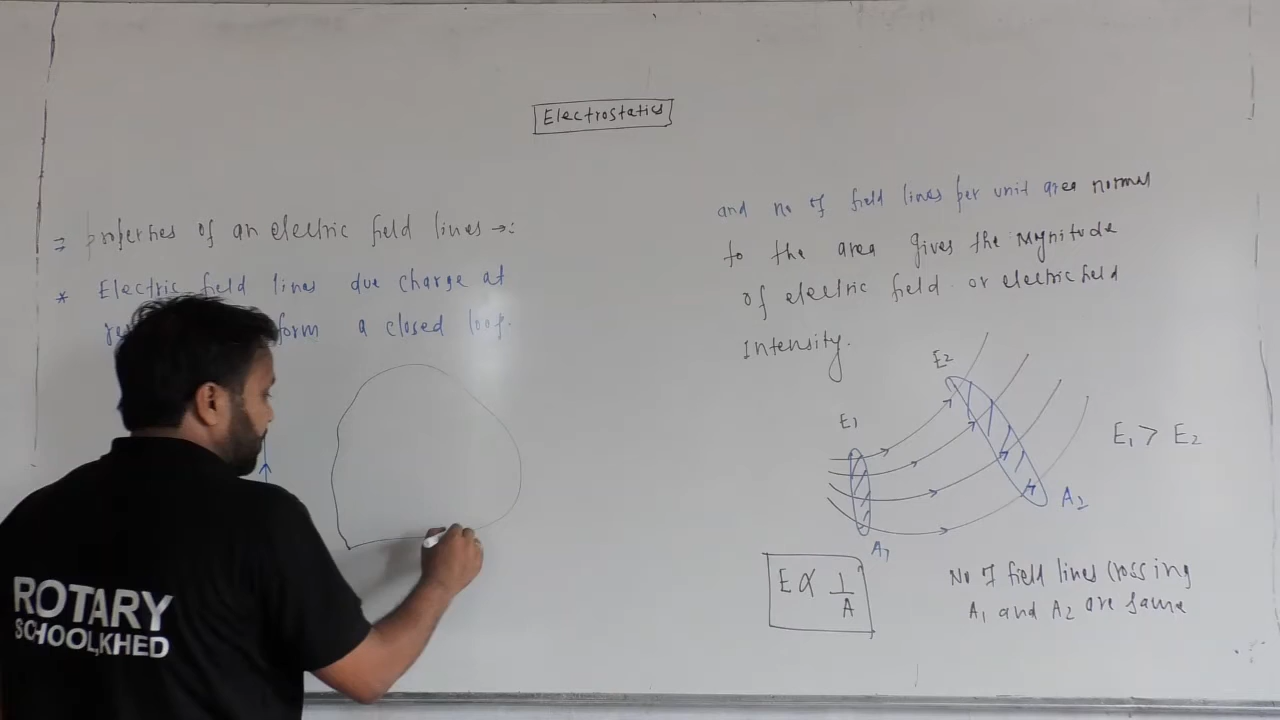 Electrostatics
= Properties of an electric field lines →:
* Electric field lines due charge at
form a closed loop.
and no of field lines per unit area normal
to the area gives the Magnitude
of electric field. or electric field
Intensity.
E2
E1
E1 > E2
A2
A1
E ∝ 1/A
No of field lines crossing
A1 and A2 are same
ROTARY
SCHOOL,KHED